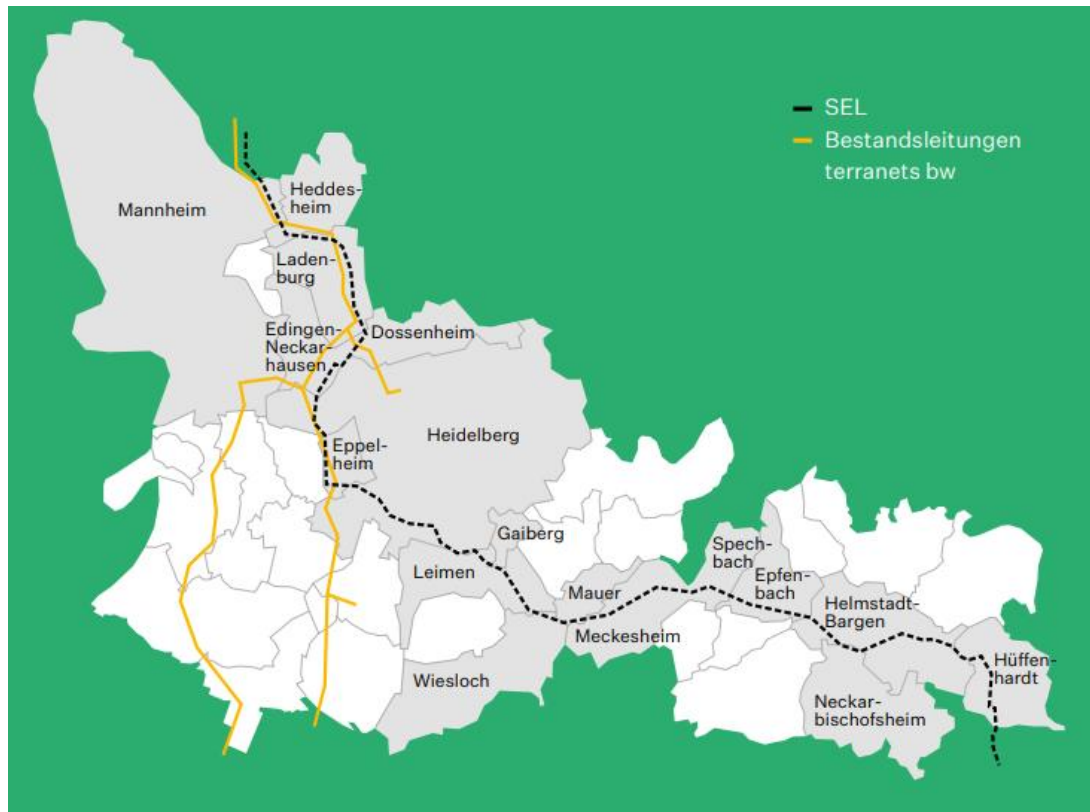 SEL
Bestandsleitungen
terranets bw
Mannheim
Heddes-
heim
Laden-
burg
Edingen-
Neckar-
hausen
Dossenheim
Heidelberg
Eppel-
heim
Gaiberg
Leimen
Spech-
bach
Epfen-
bach
Mauer
Helmstadt-
Bargen
Meckesheim
Hüffen-
hardt
Wiesloch
Neckar-
bischofsheim